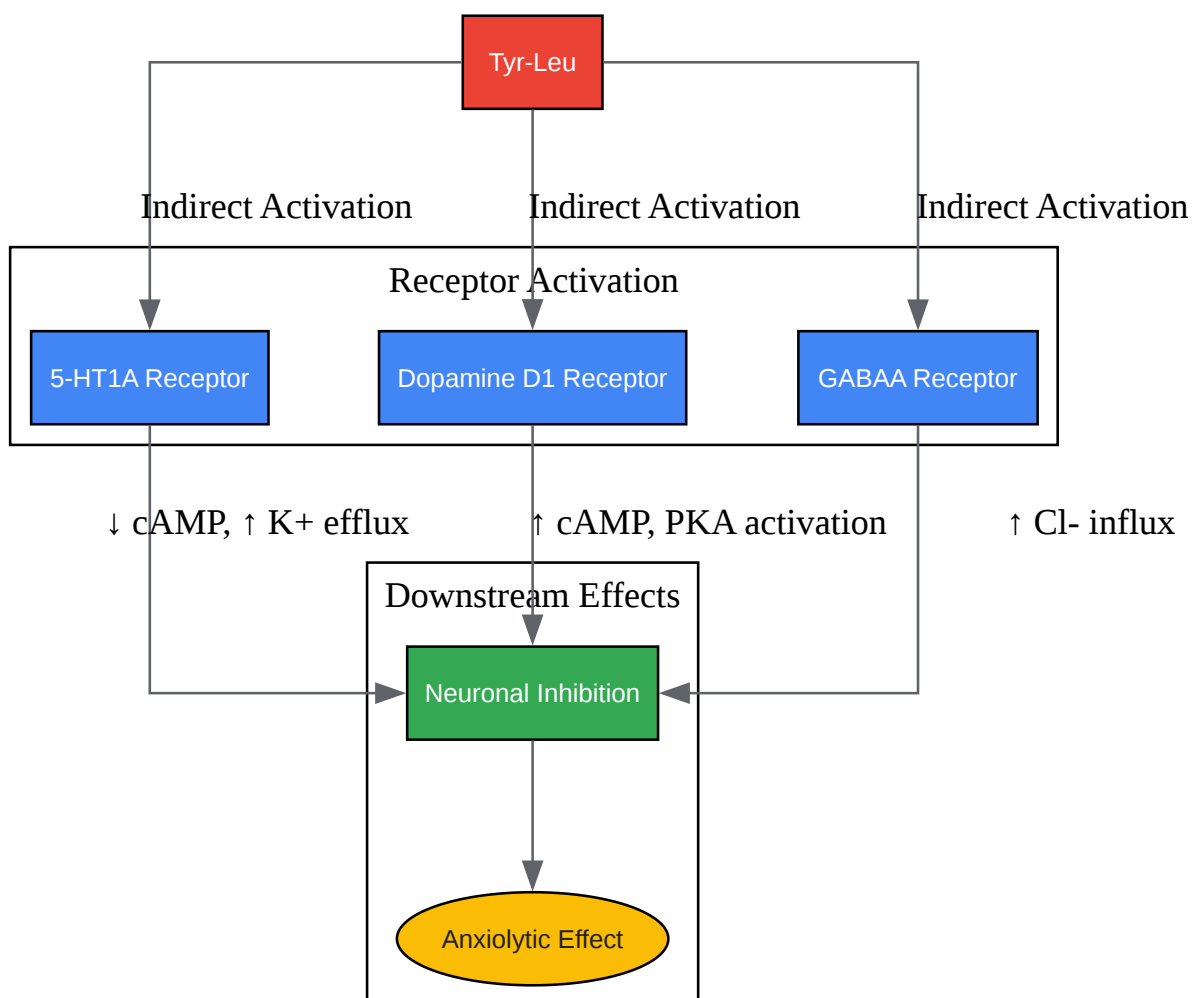 Tyr-Leu
Indirect Activation
Indirect Activation
Indirect Activation
Receptor Activation
5-HT1A Receptor
Dopamine D1 Receptor
GABAA Receptor
↓ cAMP, ↑ K+ efflux
↑ cAMP, PKA activation
↑ Cl- influx
Downstream Effects
Neuronal Inhibition
Anxiolytic Effect